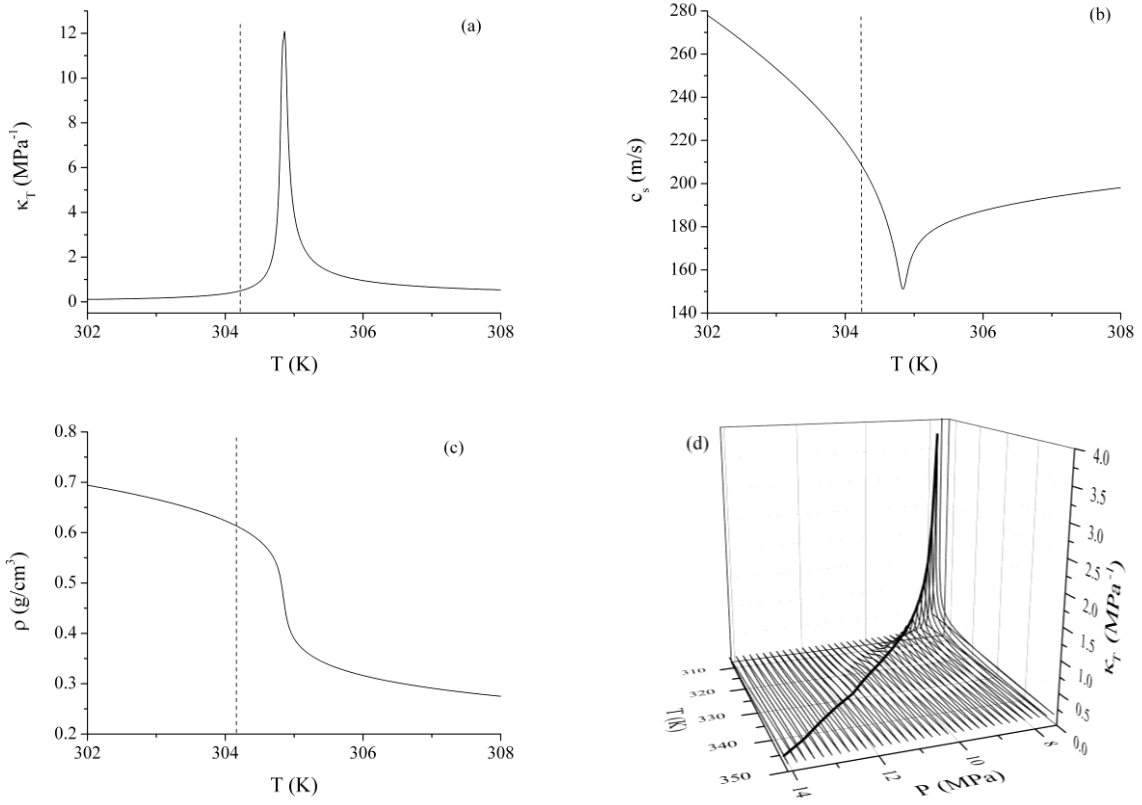 (a)
12
10
8
6
4
2
0
κ_T (MPa⁻¹)
302 304 306 308
T (K)
(b)
280
260
240
220
200
180
160
140
c_s (m/s)
302 304 306 308
T (K)
(c)
0.8
0.7
0.6
0.5
0.4
0.3
0.2
ρ (g/cm³)
302 304 306 308
T (K)
(d)
4.0
3.5
3.0
2.5
2.0
1.5
1.0
0.5
0.0
κ_T (MPa⁻¹)
310
320
330
340
350
T (K)
14 12 10 8
P (MPa)